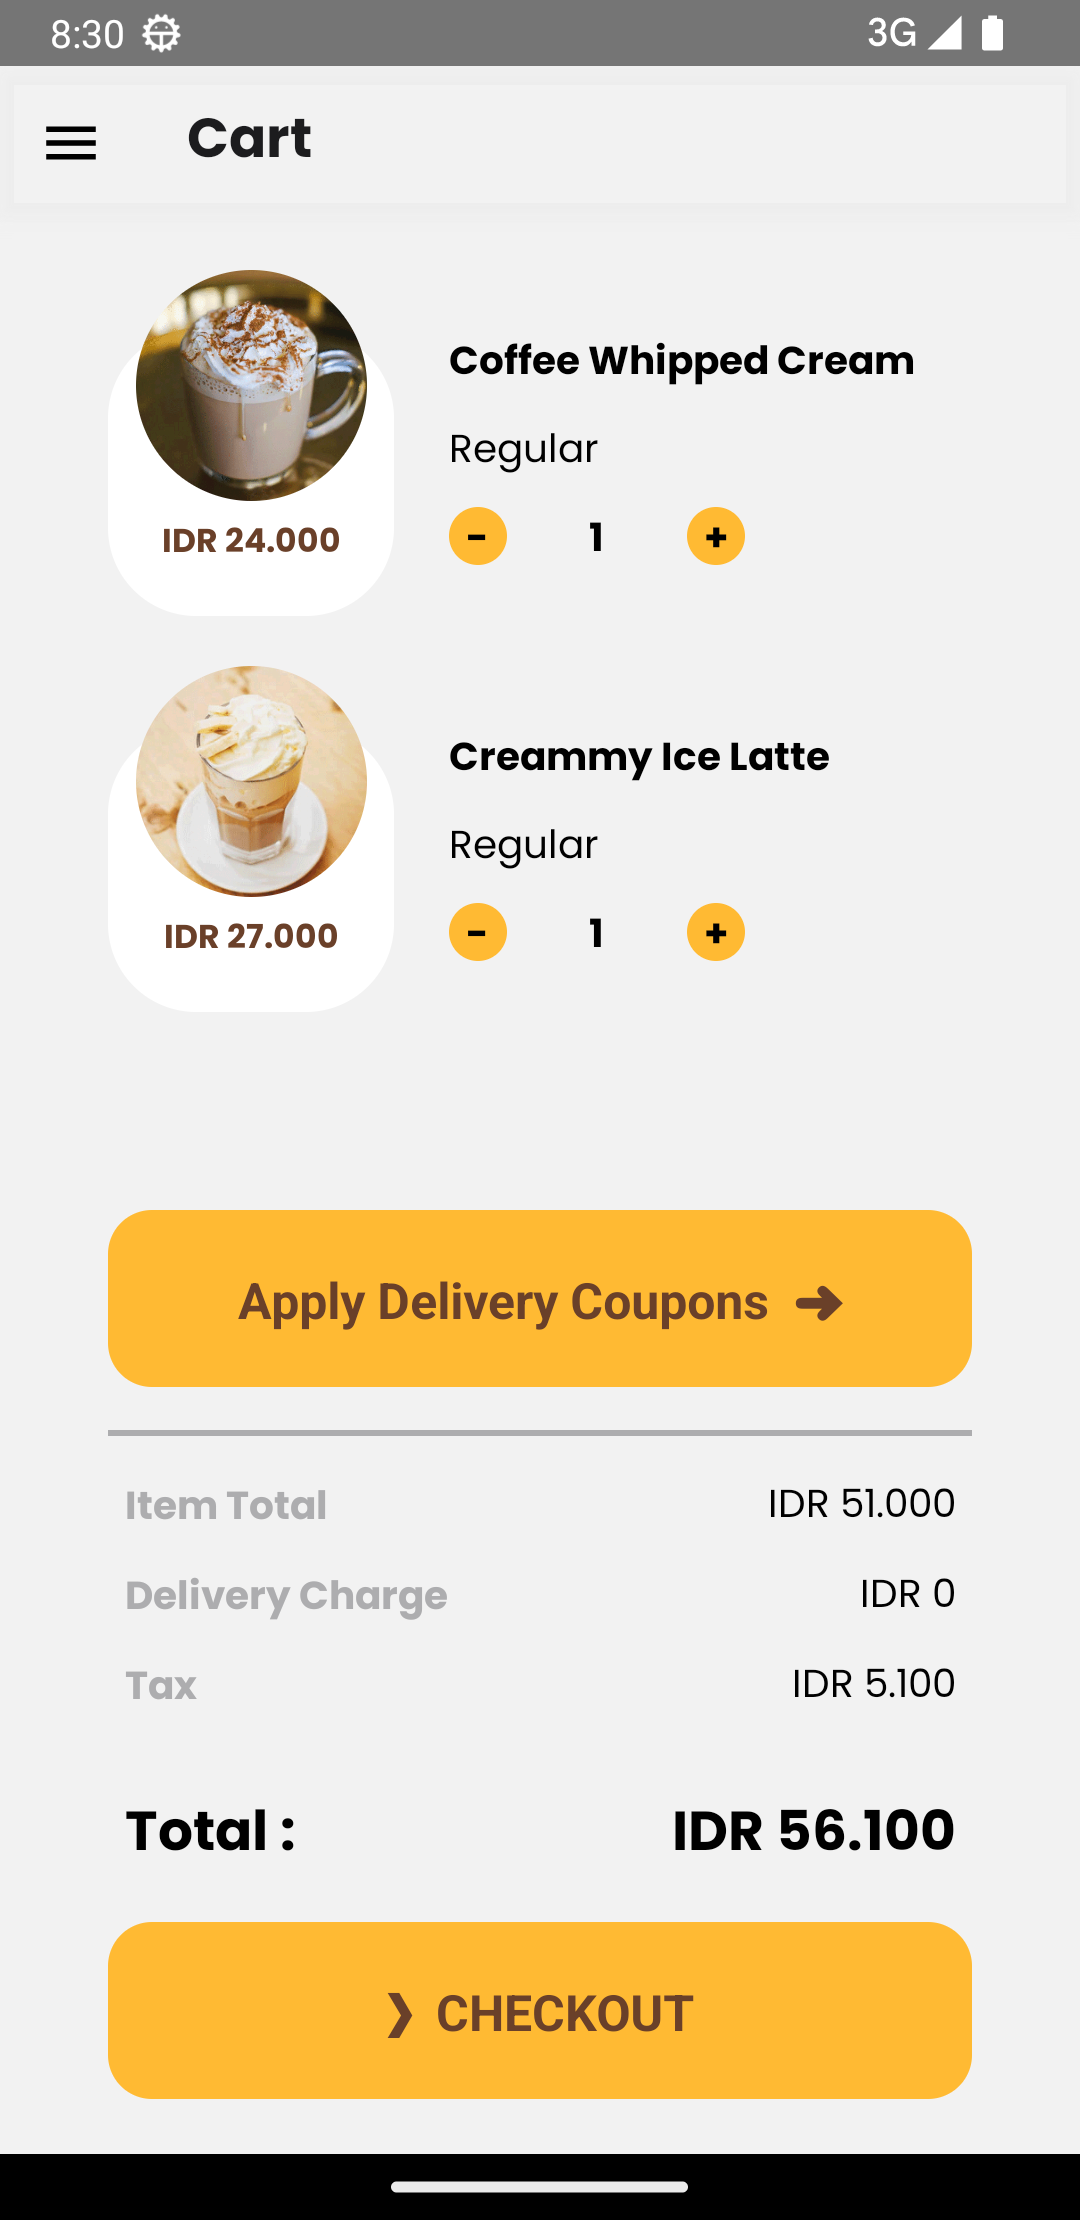 8:30 3G
Cart
Coffee Whipped Cream
Regular
IDR 24.000
- 1 +
Creammy Ice Latte
Regular
IDR 27.000
- 1 +
Apply Delivery Coupons ➜
Item Total IDR 51.000
Delivery Charge IDR 0
Tax IDR 5.100
Total : IDR 56.100
❯ CHECKOUT